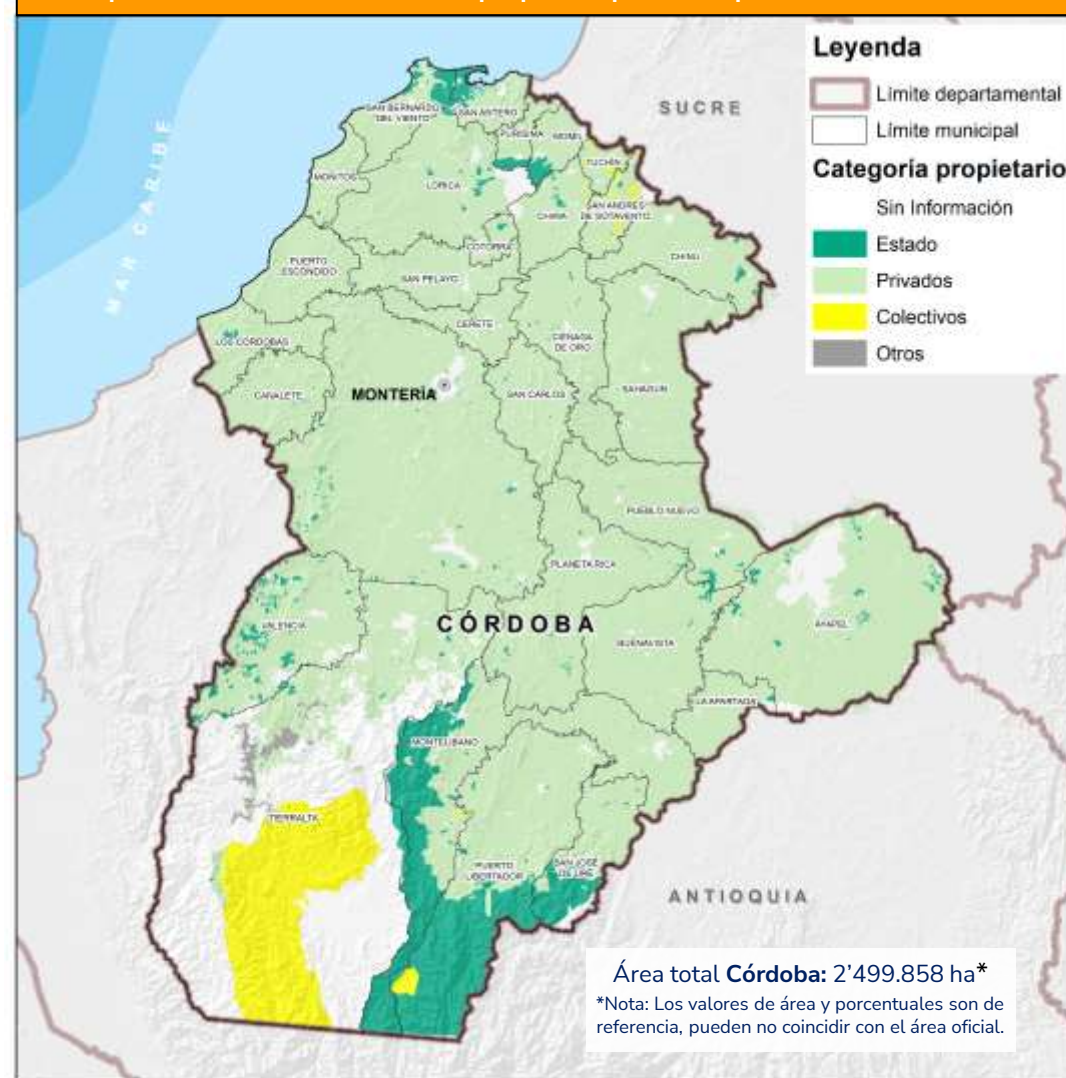 Leyenda
Límite departamental
Límite municipal
Categoría propietario
Sin Información
Estado
Privados
Colectivos
Otros
SUCRE
MAR CARIBE
SAN BERNARDO
DEL VIENTO
SAN ANTERO
PURÍSIMA
MOMIL
TUCHÍN
MOÑITOS
LORICA
CHIMÁ
SAN ANDRÉS
DE SOTAVENTO
COTORRA
CHINÚ
PUERTO
ESCONDIDO
SAN PELAYO
CERETÉ
CIÉNAGA
DE ORO
LOS CÓRDOBAS
CANALETE
MONTERÍA
SAN CARLOS
SAHAGÚN
PUEBLO NUEVO
PLANETA RICA
CÓRDOBA
VALENCIA
BUENAVISTA
AYAPEL
LA APARTADA
MONTELÍBANO
TIERRALTA
PUERTO
LIBERTADOR
SAN JOSÉ
DE URÉ
ANTIOQUIA
Área total Córdoba: 2'499.858 ha*
*Nota: Los valores de área y porcentuales son de
referencia, pueden no coincidir con el área oficial.